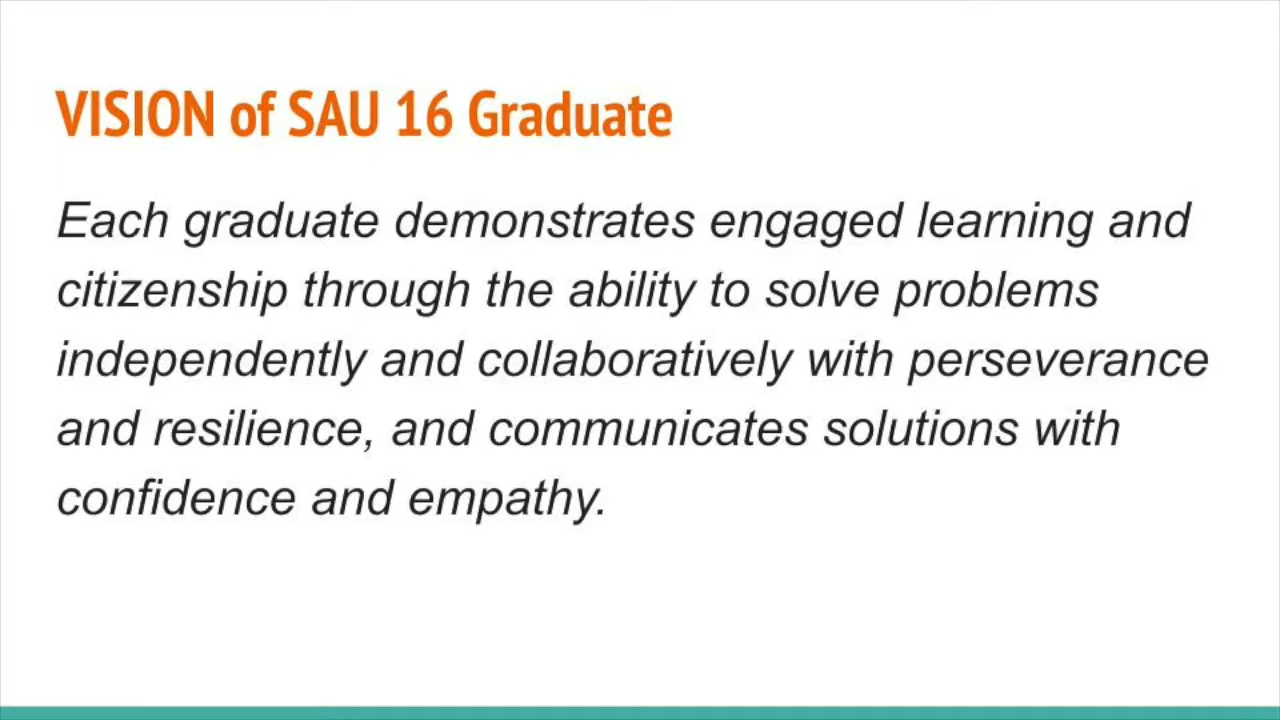 VISION of SAU 16 Graduate
Each graduate demonstrates engaged learning and
citizenship through the ability to solve problems
independently and collaboratively with perseverance
and resilience, and communicates solutions with
confidence and empathy.